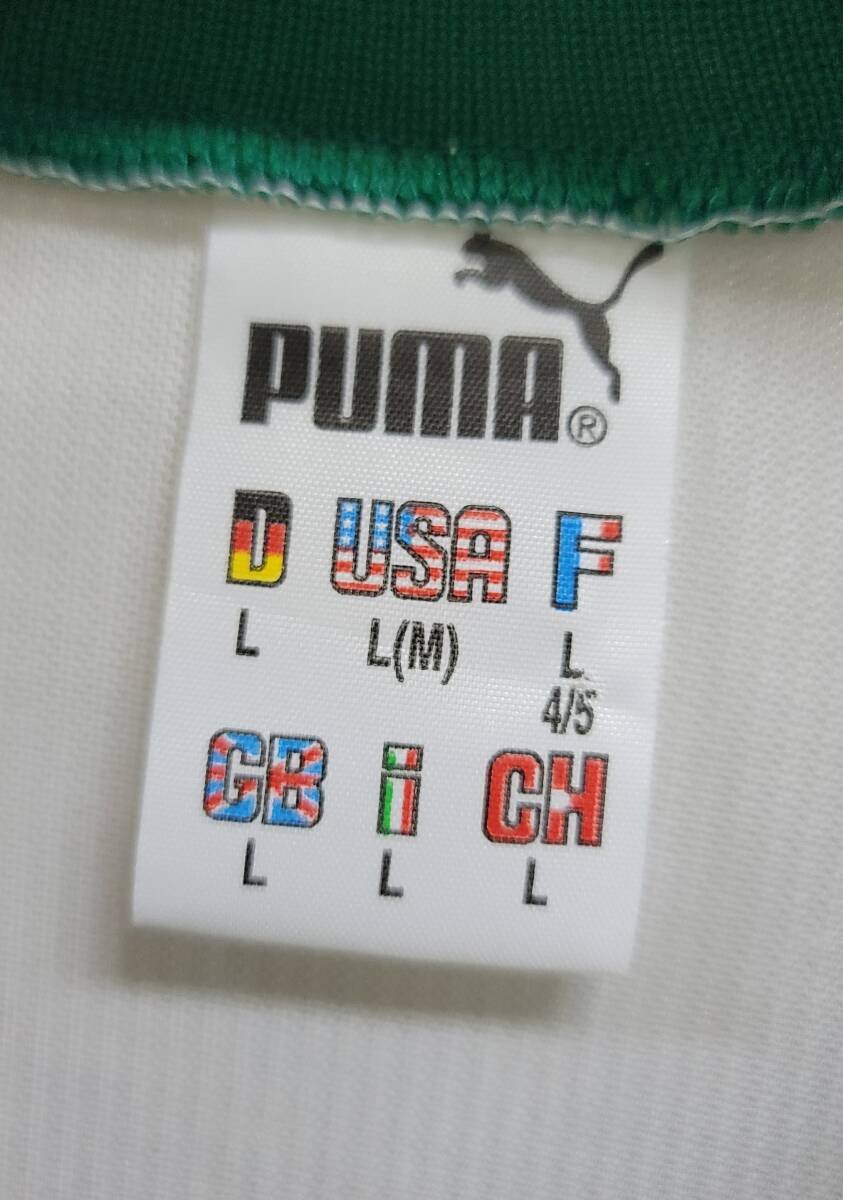 PUMA®
D USA F
L L(M) L
4/5
GB i CH
L L L